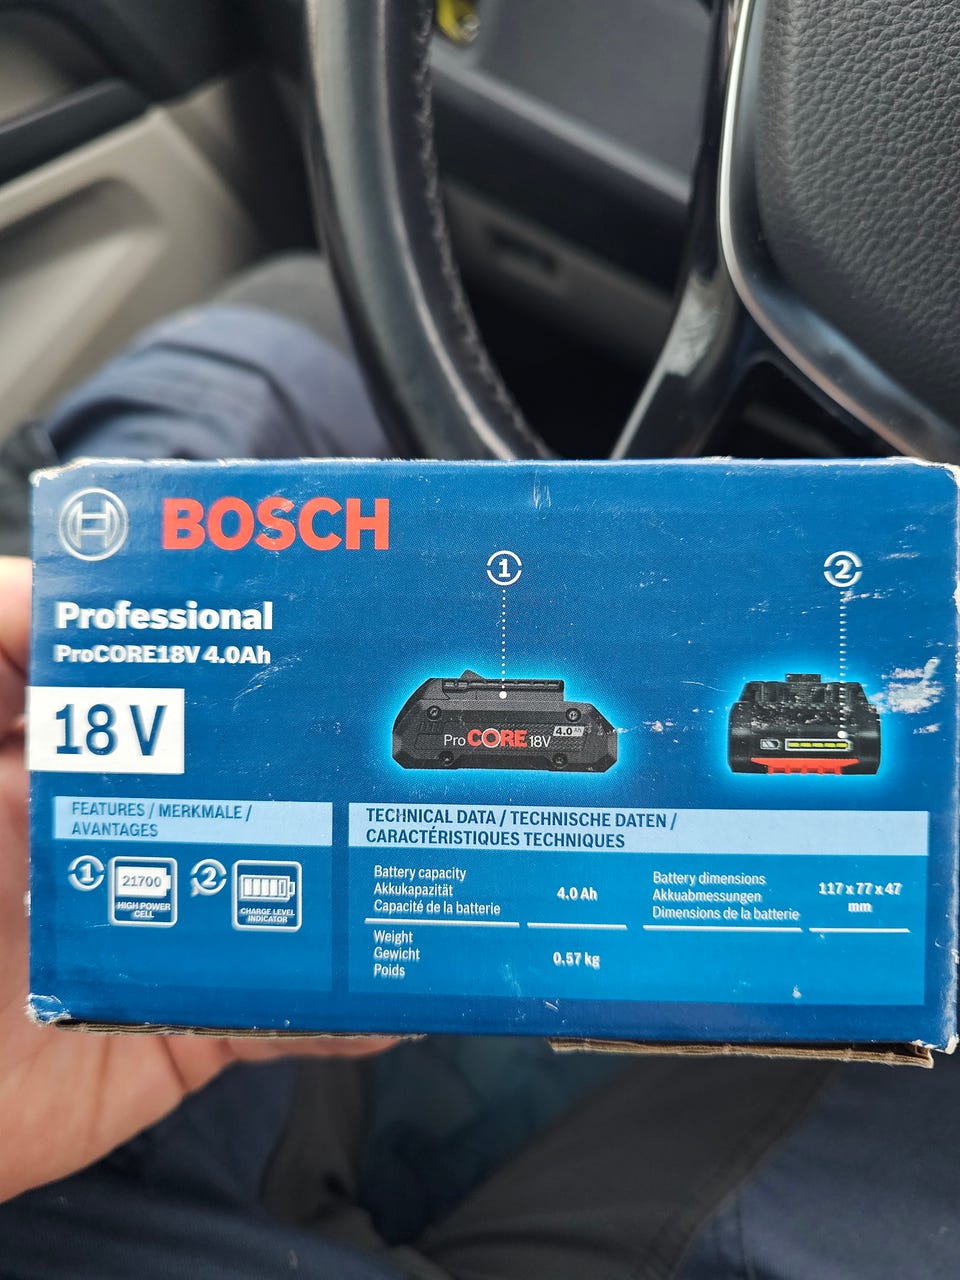 BOSCH
Professional
ProCORE18V 4.0Ah
18 V
1
2
ProCORE18V 4.0Ah
FEATURES / MERKMALE /
AVANTAGES
1
21700
HIGH POWER
CELL
2
CHARGE LEVEL
INDICATOR
TECHNICAL DATA / TECHNISCHE DATEN /
CARACTÉRISTIQUES TECHNIQUES
Battery capacity
Akkukapazität
Capacité de la batterie
4.0 Ah
Battery dimensions
Akkuabmessungen
Dimensions de la batterie
117 x 77 x 47
mm
Weight
Gewicht
Poids
0.57 kg